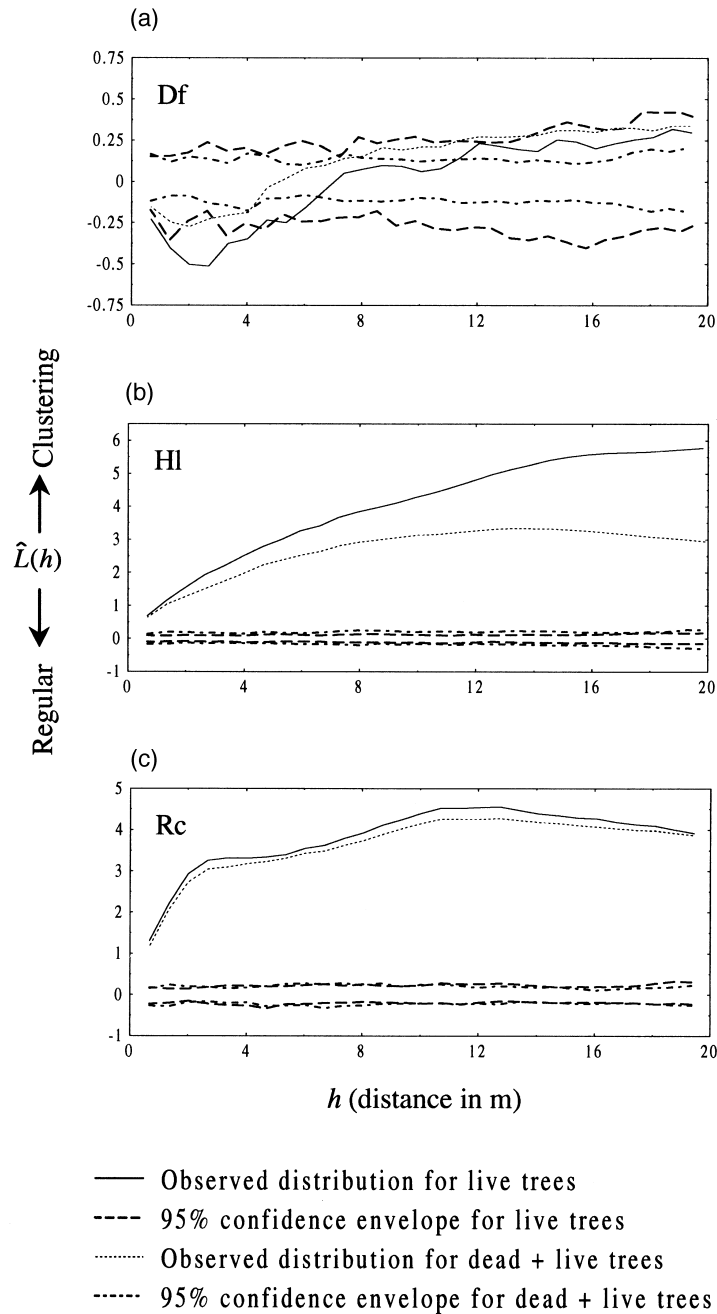 (a)
Df
0.75
0.50
0.25
0
-0.25
-0.5
-0.75
0 4 8 12 16 20
(b)
Hl
6
5
4
3
2
1
0
-1
0 4 8 12 16 20
Clustering
L̂(h)
Regular
(c)
Rc
5
4
3
2
1
0
-1
0 4 8 12 16 20
h (distance in m)
Observed distribution for live trees
95% confidence envelope for live trees
Observed distribution for dead + live trees
95% confidence envelope for dead + live trees